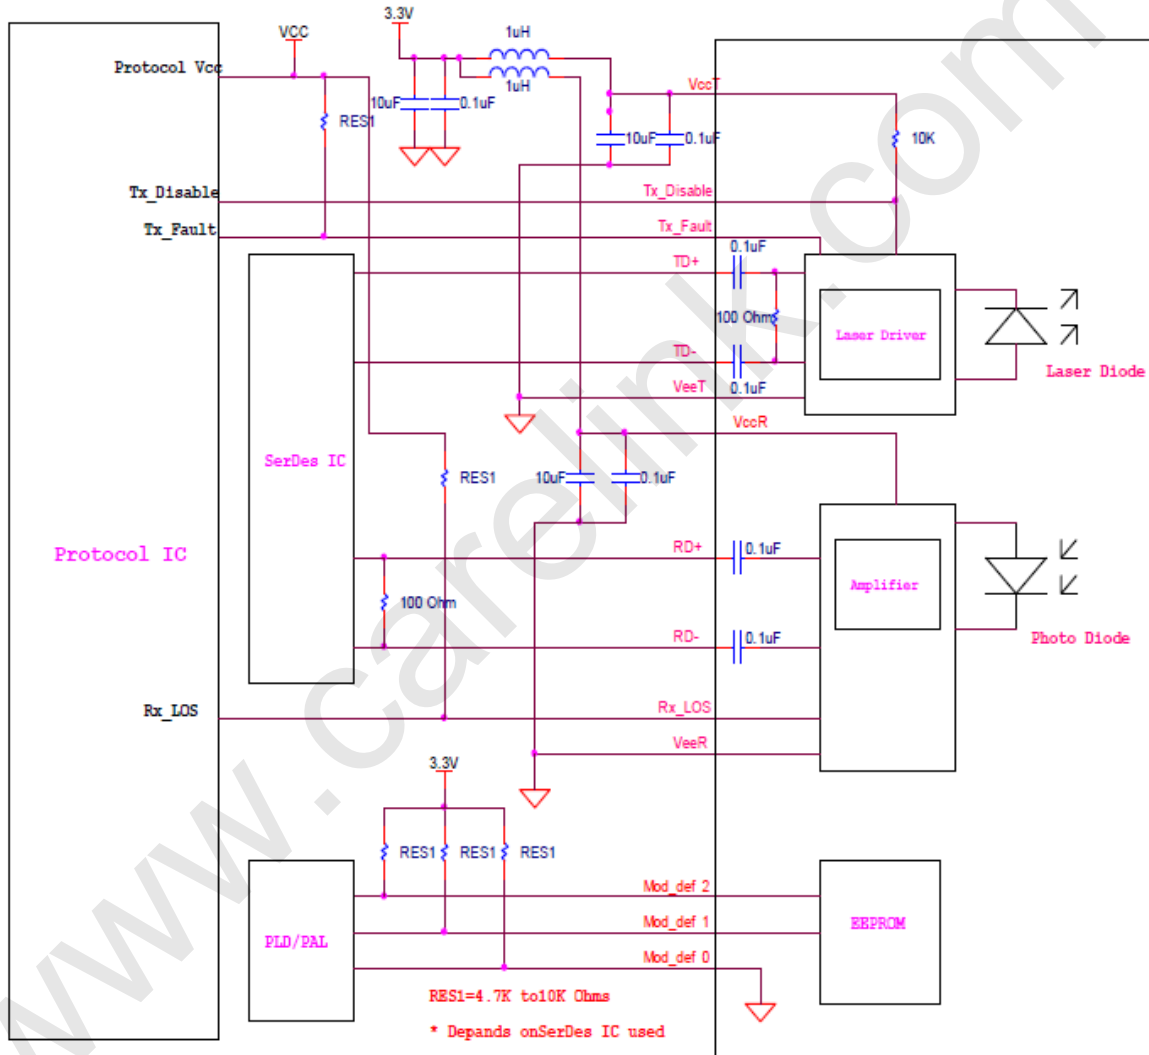 3.3V
VCC
1uH
Protocol Vcc
1uH
VccT
10uF
0.1uF
RES1
10uF
0.1uF
10K
Tx_Disable
Tx_Disable
Tx_Fault
Tx_Fault
0.1uF
TD+
100 Ohm
Laser Driver
TD-
Laser Diode
VeeT
0.1uF
VccR
SerDes IC
RES1
10uF
0.1uF
Protocol IC
RD+
0.1uF
Amplifier
100 Ohm
RD-
0.1uF
Photo Diode
Rx_LOS
Rx_LOS
VeeR
3.3V
RES1
RES1
RES1
Mod_def 2
Mod_def 1
EEPROM
PLD/PAL
Mod_def 0
RES1=4.7K to10K Ohms
* Depands onSerDes IC used
www.carelink.com